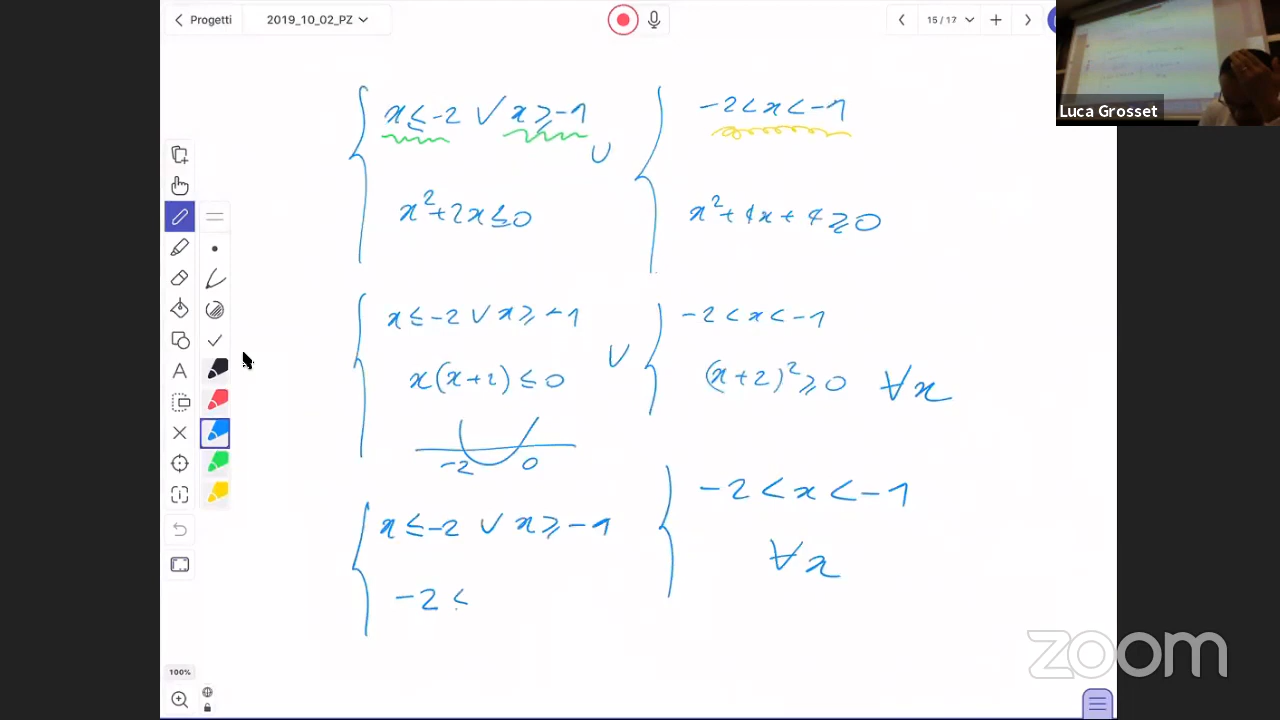 Progetti 2019_10_02_PZ 15 / 17
Luca Grosset
x ≤ -2 ∨ x ≥ -1 ∪ -2 < x < -1
x² + 2x ≤ 0 x² + 4x + 4 ≥ 0
x ≤ -2 ∨ x ≥ -1 ∪ -2 < x < -1
x(x+2) ≤ 0 (x+2)² ≥ 0 ∀x
-2 0
x ≤ -2 ∨ x ≥ -1 -2 < x < -1
-2 ≤ ∀x
A
zoom
100%